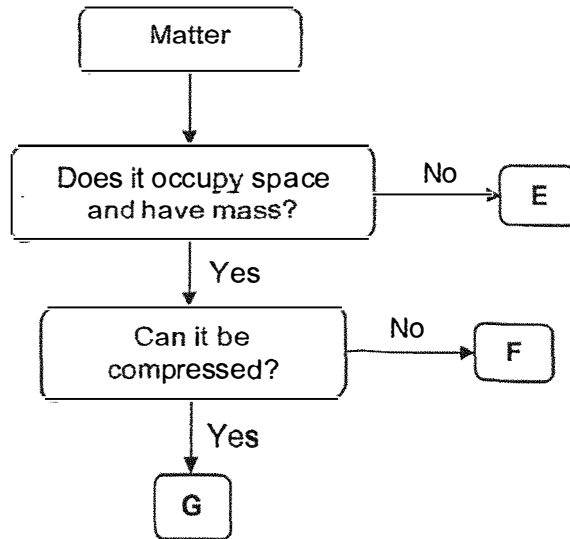 Matter
Does it occupy space
and have mass?
No
E
Yes
Can it be
compressed?
No
F
Yes
G